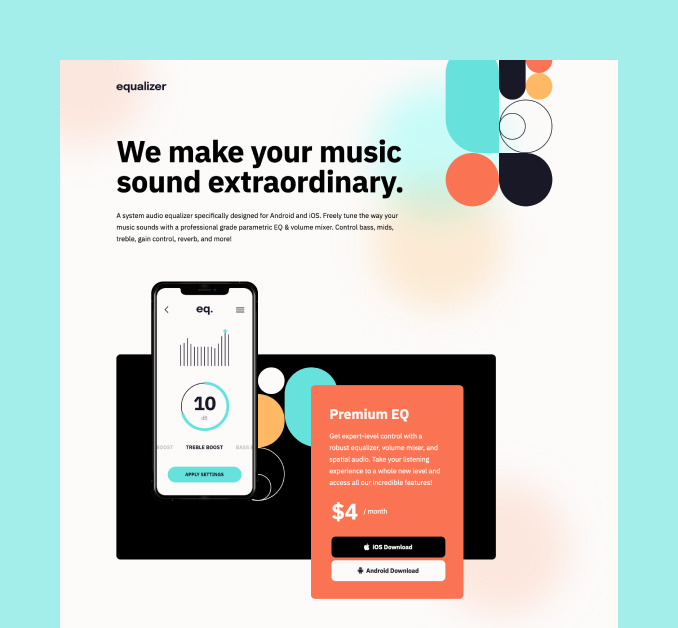 equalizer
We make your music
sound extraordinary.
A system audio equalizer specifically designed for Android and iOS. Freely tune the way your
music sounds with a professional grade parametric EQ & volume mixer. Control bass, mids,
treble, gain control, reverb, and more!
eq.
10
dB
BOOST TREBLE BOOST BASS
APPLY SETTINGS
Premium EQ
Get expert-level control with a
robust equalizer, volume mixer, and
spatial audio. Take your listening
experience to a whole new level and
access all our incredible features!
$4 / month
iOS Download
Android Download